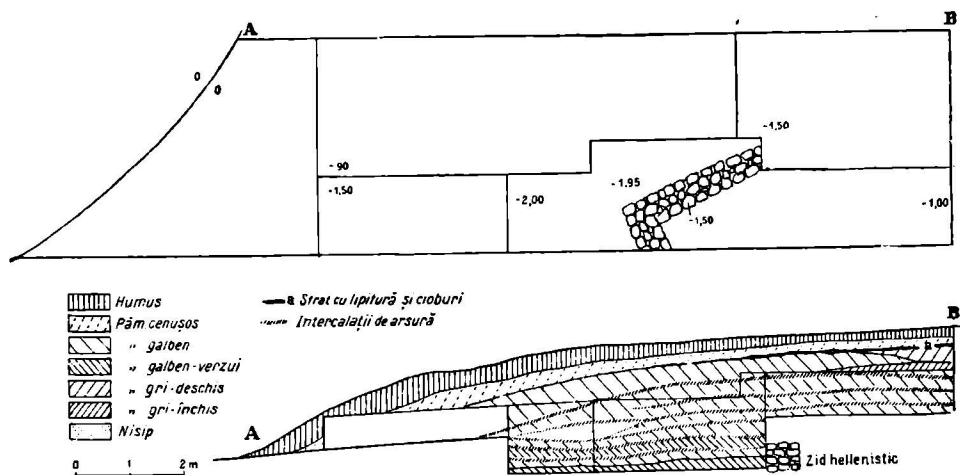 A
B
0
0
-90
-1,50
-2,00
-1,95
-1,50
-1,50
-1,00
Humus
Păm. cenușos
" galben
" galben-verzui
" gri-deschis
" gri-închis
Nisip
a Strat cu lipitură și cioburi
Intercalații de arsură
A
B
a
0 1 2 m
Zid hellenistic